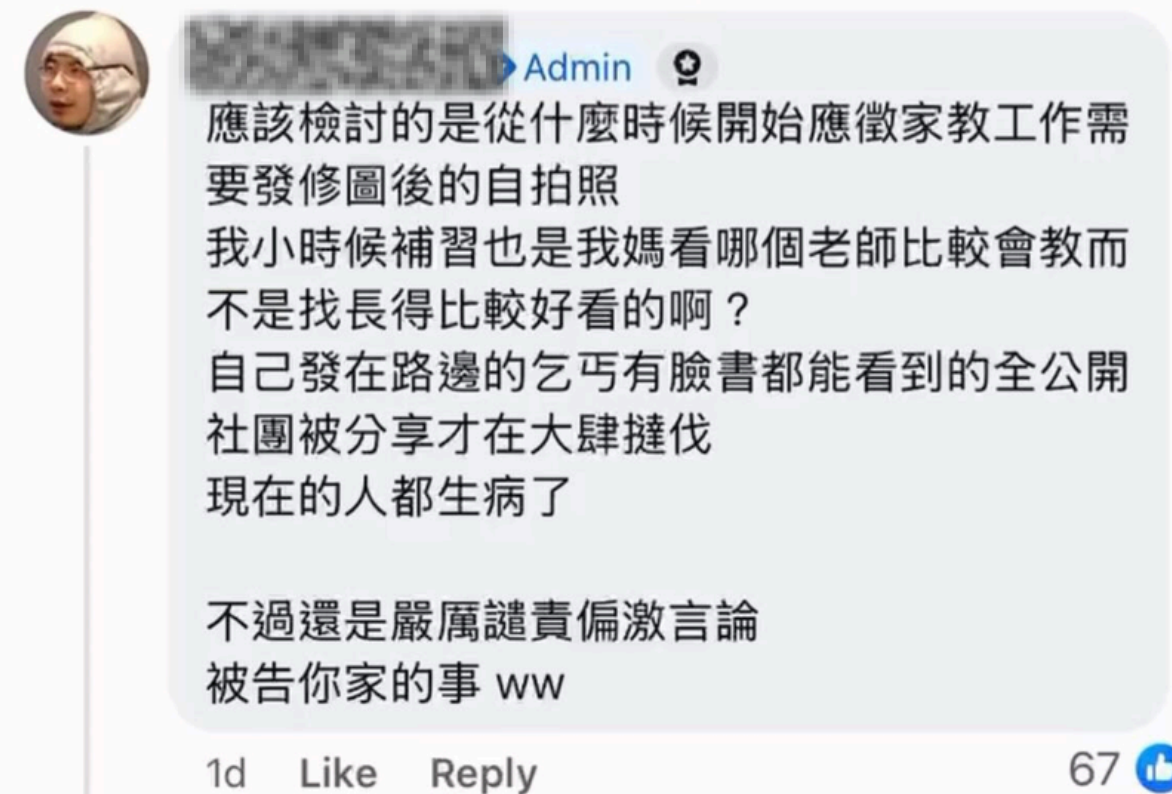 Admin
應該檢討的是從什麼時候開始應徵家教工作需
要發修圖後的自拍照
我小時候補習也是我媽看哪個老師比較會教而
不是找長得比較好看的啊?
自己發在路邊的乞丐有臉書都能看到的全公開
社團被分享才在大肆撻伐
現在的人都生病了
不過還是嚴厲譴責偏激言論
被告你家的事 ww
1d Like Reply 67